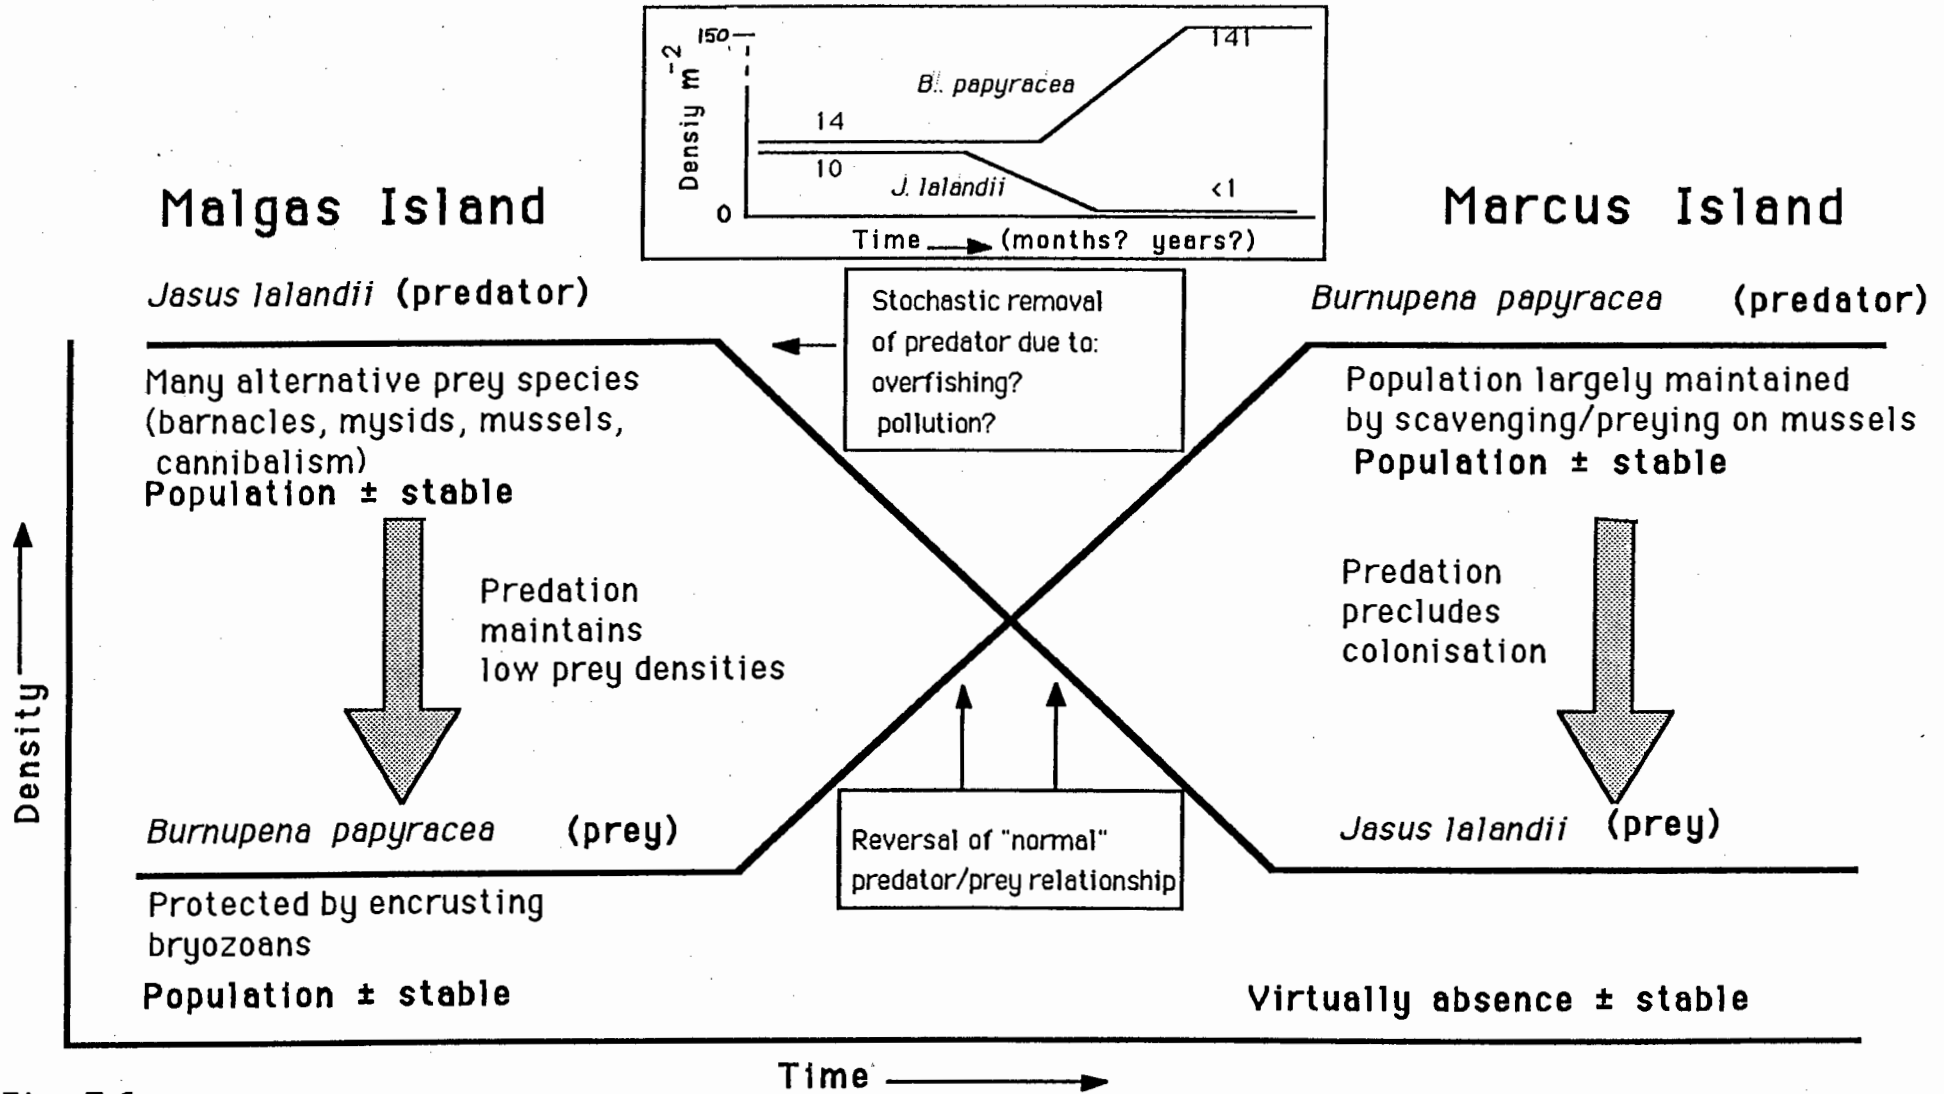 150
Densiy m-2
B. papyracea
141
14
10
J. lalandii
<1
0
Time (months? years?)
Malgas Island
Marcus Island
Jasus lalandii (predator)
Many alternative prey species
(barnacles, mysids, mussels,
cannibalism)
Population ± stable
Predation
maintains
low prey densities
Burnupena papyracea (prey)
Protected by encrusting
bryozoans
Population ± stable
Stochastic removal
of predator due to:
overfishing?
pollution?
Reversal of "normal"
predator/prey relationship
Burnupena papyracea (predator)
Population largely maintained
by scavenging/preying on mussels
Population ± stable
Predation
precludes
colonisation
Jasus lalandii (prey)
Virtually absence ± stable
Density
Time